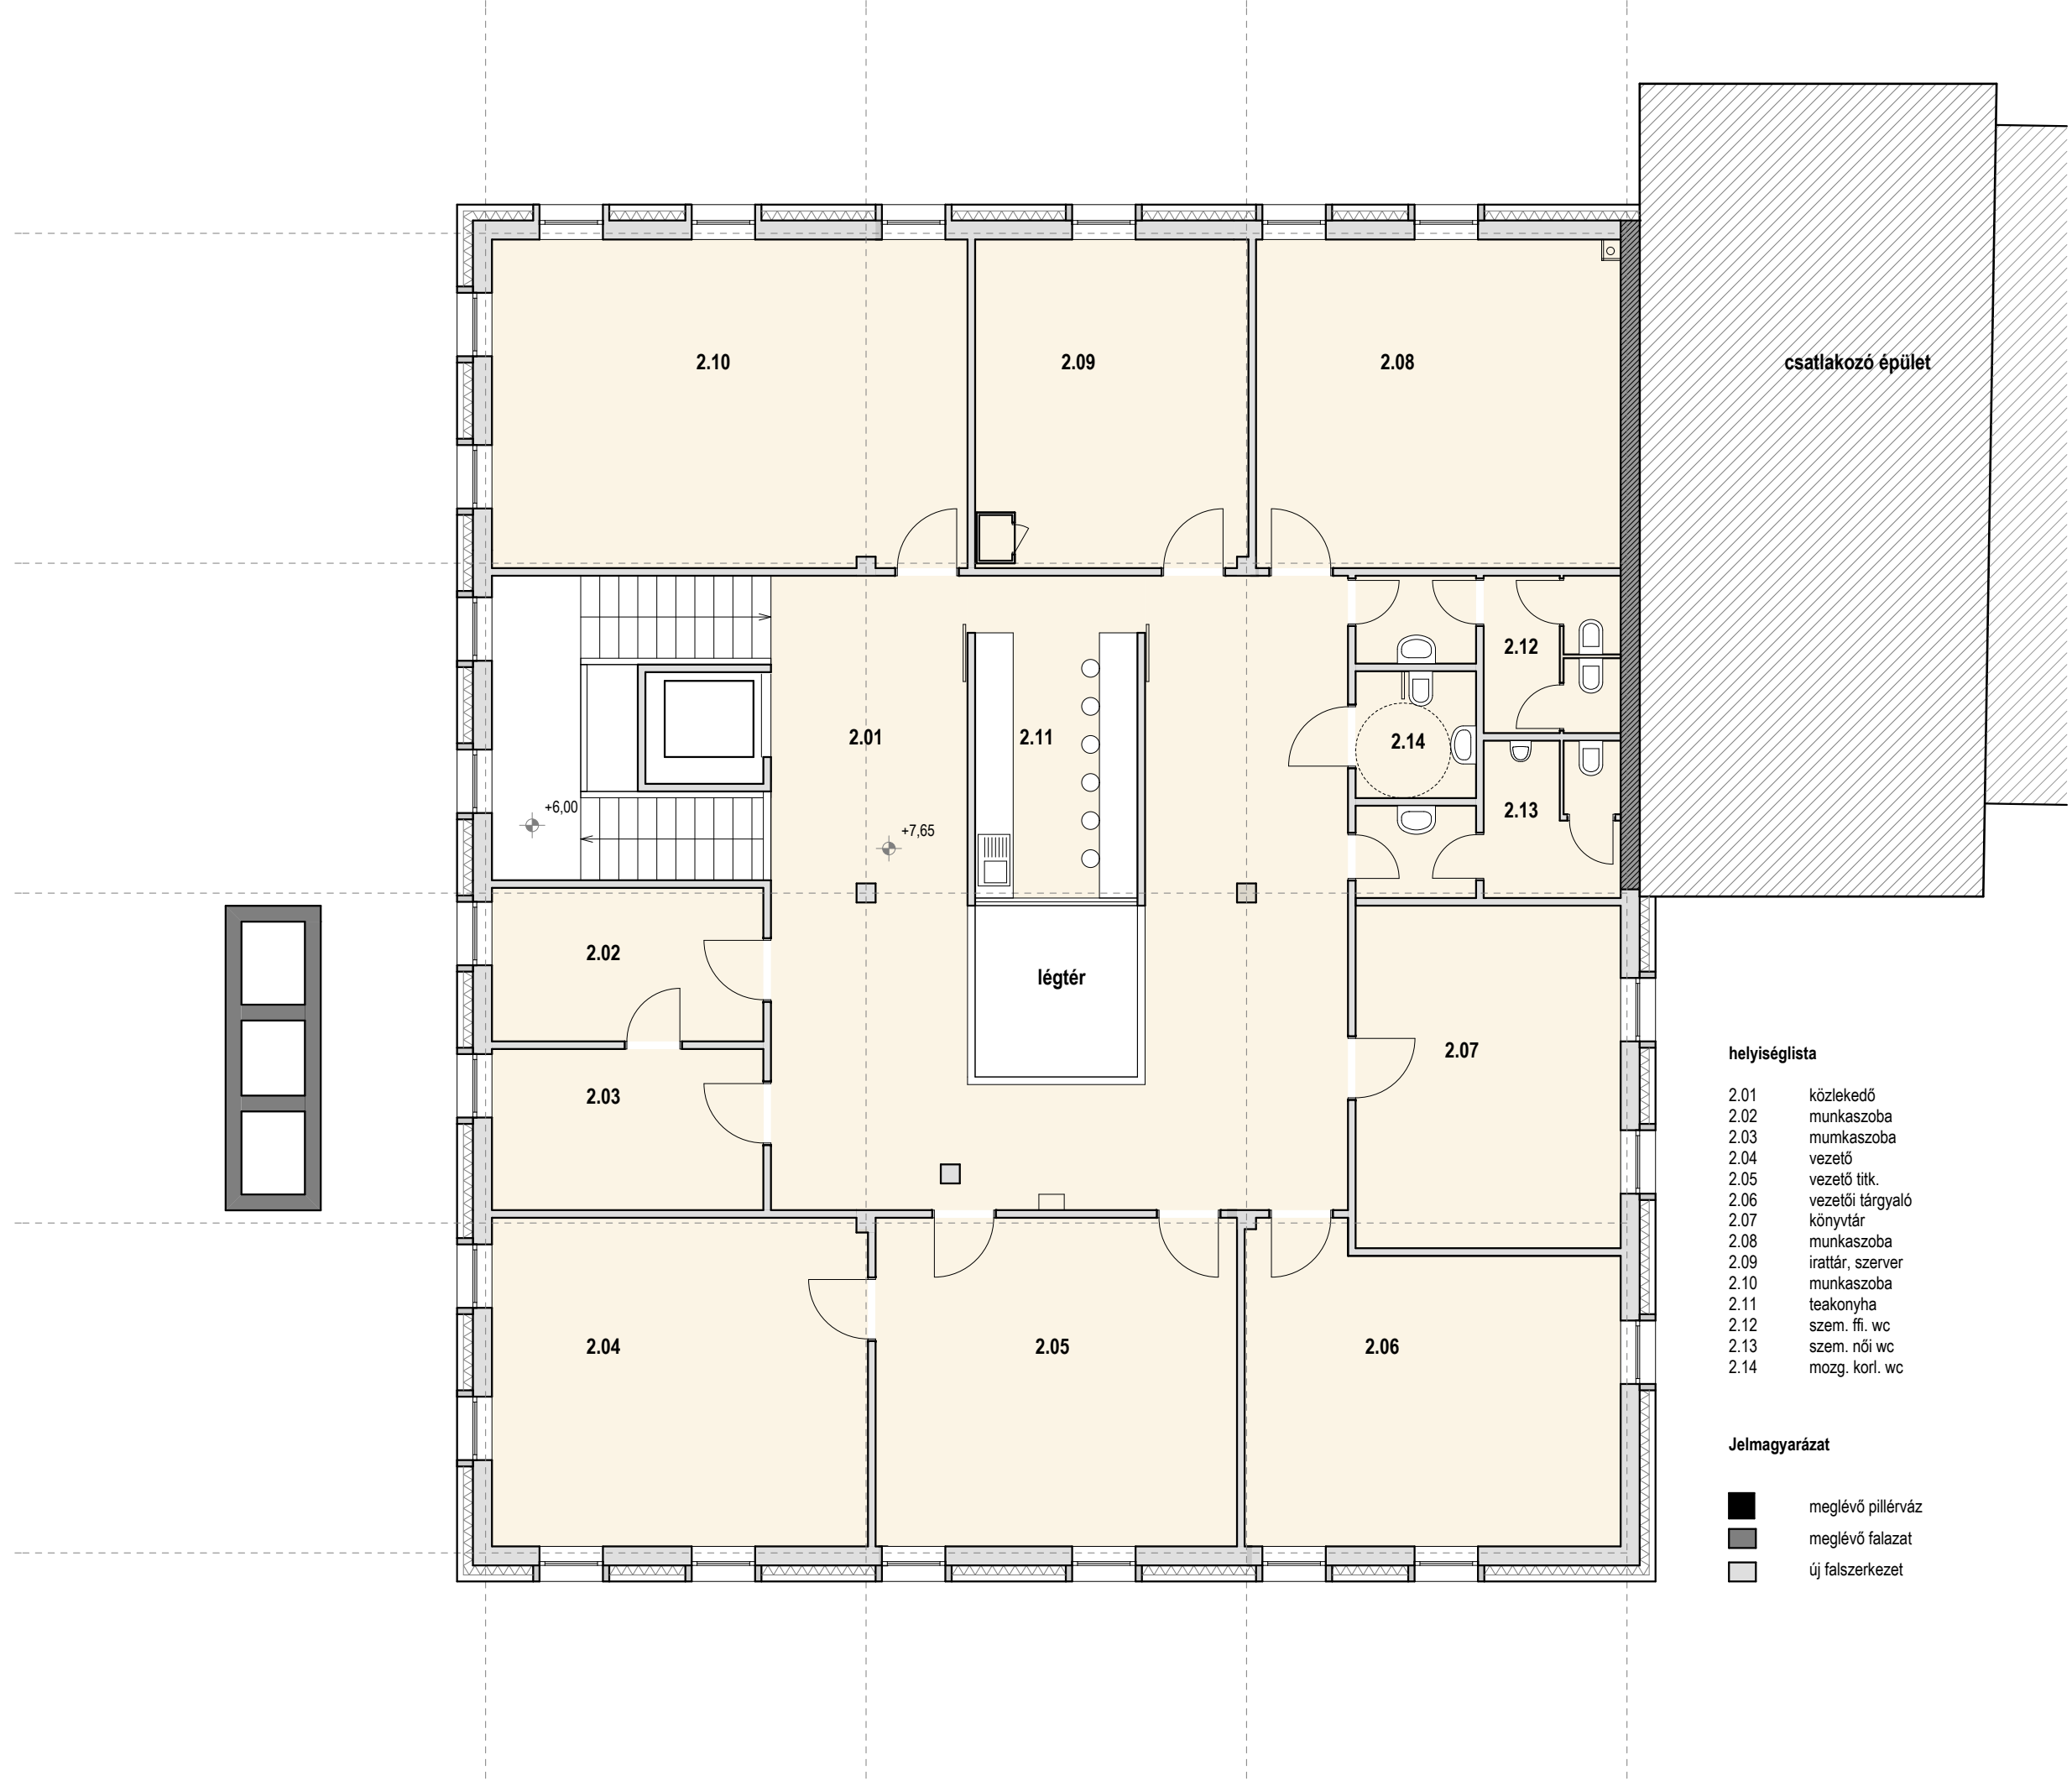 2.10
2.09
2.08
csatlakozó épület
2.12
2.01
2.11
2.14
+6,00
2.13
+7,65
2.02
légtér
2.07
2.03
2.04
2.05
2.06
helyiséglista
2.01 közlekedő
2.02 munkaszoba
2.03 mumkaszoba
2.04 vezető
2.05 vezető titk.
2.06 vezetői tárgyaló
2.07 könyvtár
2.08 munkaszoba
2.09 irattár, szerver
2.10 munkaszoba
2.11 teakonyha
2.12 szem. ffi. wc
2.13 szem. női wc
2.14 mozg. korl. wc
Jelmagyarázat
meglévő pillérváz
meglévő falazat
új falszerkezet